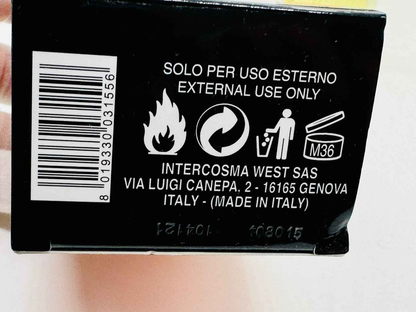 SOLO PER USO ESTERNO
EXTERNAL USE ONLY
M36
INTERCOSMA WEST SAS
VIA LUIGI CANEPA, 2 - 16165 GENOVA
ITALY - (MADE IN ITALY)
8 019330 031556